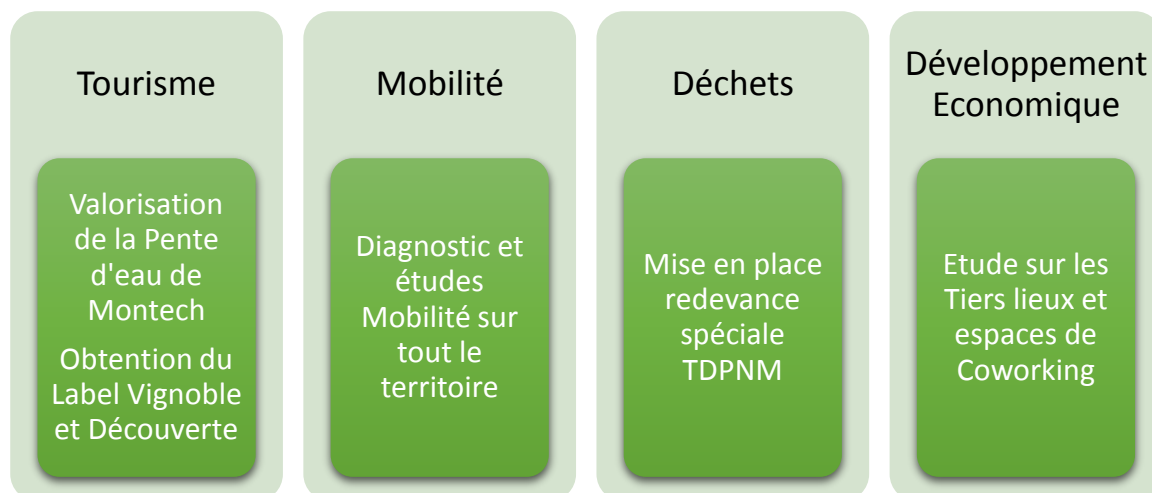 Tourisme
Valorisation
de la Pente
d'eau de
Montech
Obtention du
Label Vignoble
et Découverte
Mobilité
Diagnostic et
études
Mobilité sur
tout le
territoire
Déchets
Mise en place
redevance
spéciale
TDPNM
Développement
Economique
Etude sur les
Tiers lieux et
espaces de
Coworking